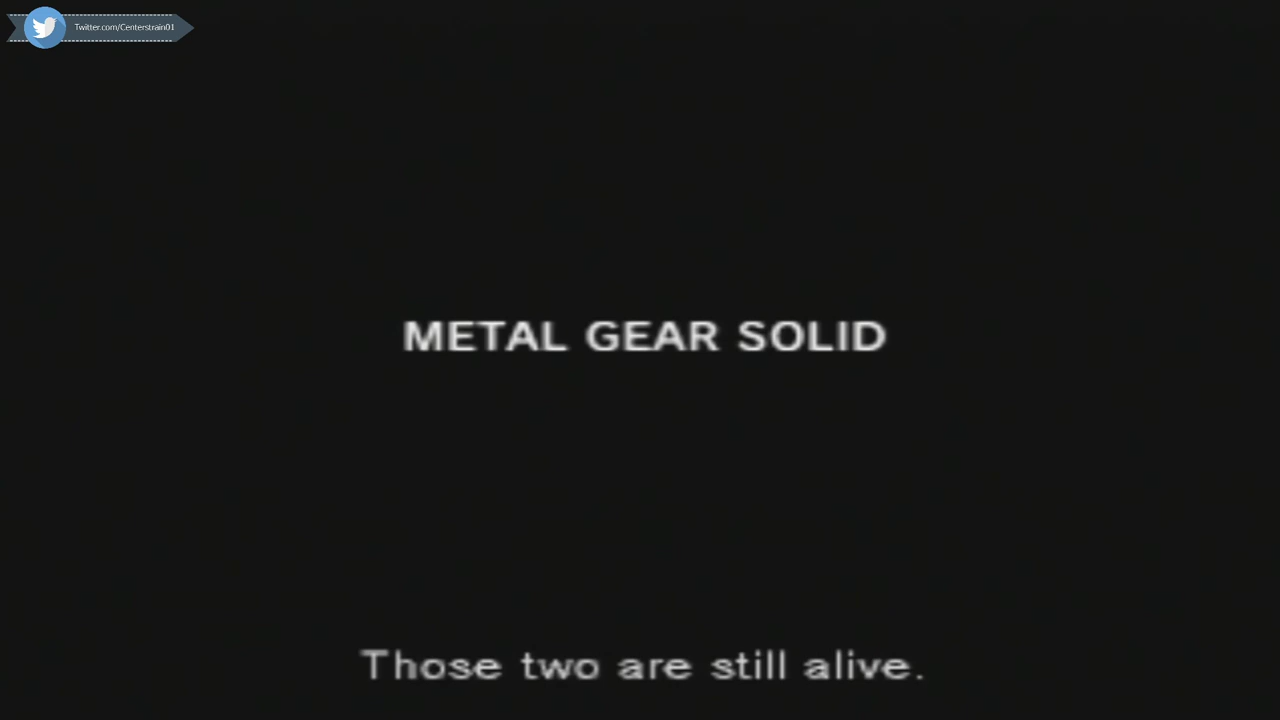 Twitter.com/Centerstrain01
METAL GEAR SOLID
Those two are still alive.